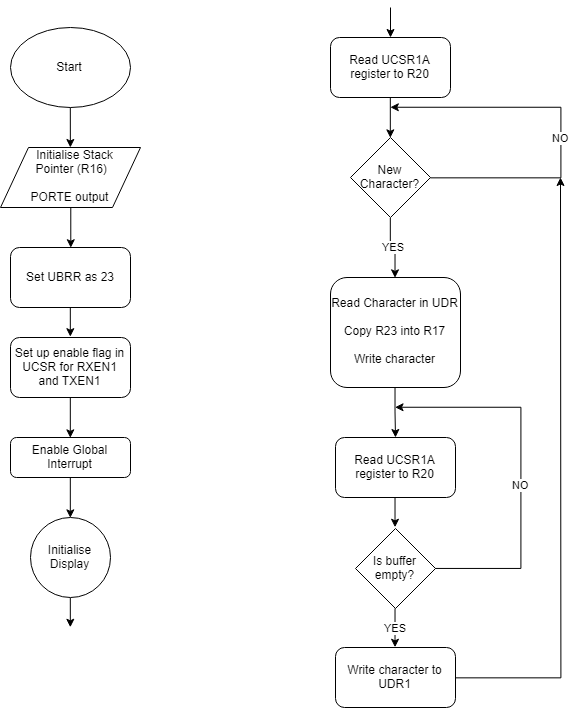 Start
Initialise Stack
Pointer (R16)
PORTE output
Set UBRR as 23
Set up enable flag in
UCSR for RXEN1
and TXEN1
Enable Global
Interrupt
Initialise
Display
Read UCSR1A
register to R20
NO
New
Character?
YES
Read Character in UDR
Copy R23 into R17
Write character
Read UCSR1A
register to R20
NO
Is buffer
empty?
YES
Write character to
UDR1